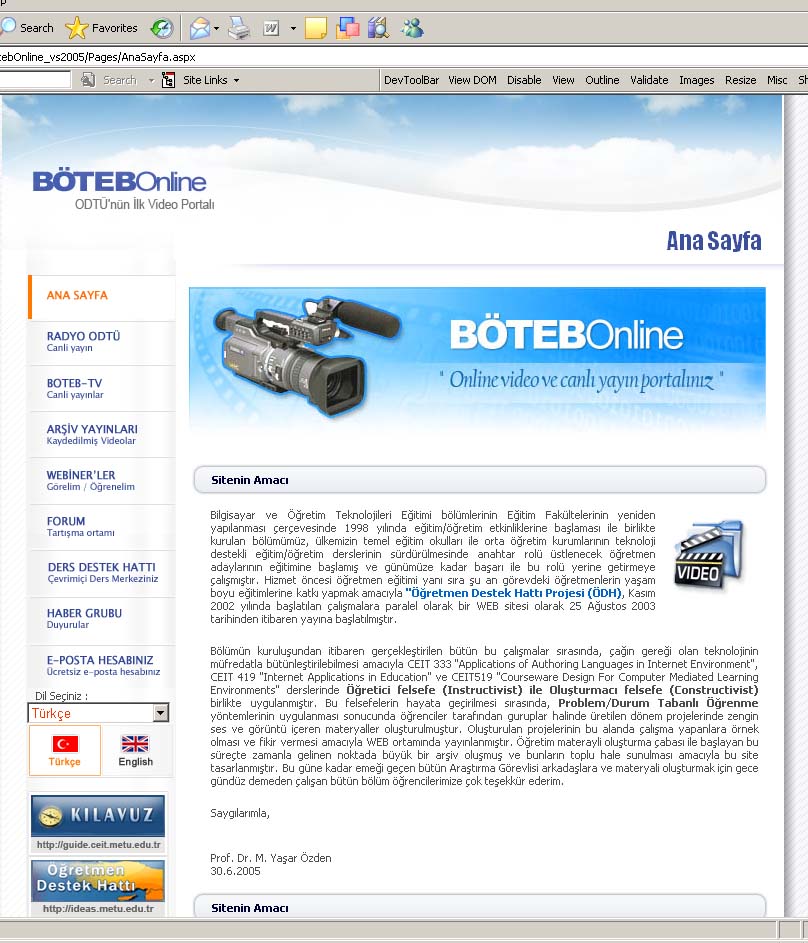 Search Favorites
ebOnline_vs2005/Pages/AnaSayfa.aspx
Search Site Links DevToolBar View DOM Disable View Outline Validate Images Resize Misc
BÖTEBOnline
ODTÜ'nün İlk Video Portalı
Ana Sayfa
ANA SAYFA
RADYO ODTÜ
Canli yayin
BOTEB-TV
Canli yayınlar
ARŞİV YAYINLARI
Kaydedilmiş Videolar
WEBİNER'LER
Görelim / Öğrenelim
FORUM
Tartışma ortamı
DERS DESTEK HATTI
Çevrimiçi Ders Merkeziniz
HABER GRUBU
Duyurular
E-POSTA HESABINIZ
Ücretsiz e-posta hesabınız
Dil Seçiniz :
Türkçe
Türkçe English
KILAVUZ
http://guide.ceit.metu.edu.tr
Öğretmen
Destek Hattı
http://ideas.metu.edu.tr
BÖTEBOnline
" Online video ve canlı yayın portalınız "
Sitenin Amacı
Bilgisayar ve Öğretim Teknolojileri Eğitimi bölümlerinin Eğitim Fakültelerinin yeniden
yapılanması çerçevesinde 1998 yılında eğitim/öğretim etkinliklerine başlaması ile birlikte
kurulan bölümümüz, ülkemizin temel eğitim okulları ile orta öğretim kurumlarının teknoloji
destekli eğitim/öğretim derslerinin sürdürülmesinde anahtar rolü üstlenecek öğretmen
adaylarının eğitimine başlamış ve günümüze kadar başarı ile bu rolü yerine getirmeye
çalışmıştır. Hizmet öncesi öğretmen eğitimi yanı sıra şu an görevdeki öğretmenlerin yaşam
boyu eğitimlerine katkı yapmak amacıyla "Öğretmen Destek Hattı Projesi (ÖDH), Kasım
2002 yılında başlatılan çalışmalara paralel olarak bir WEB sitesi olarak 25 Ağustos 2003
tarihinden itibaren yayına başlatılmıştır.
VIDEO
Bölümün kuruluşundan itibaren gerçekleştirilen bütün bu çalışmalar sırasında, çağın gereği olan teknolojinin
müfredatla bütünleştirilebilmesi amacıyla CEIT 333 "Applications of Authoring Languages in Internet Environment",
CEIT 419 "Internet Applications in Education" ve CEIT519 "Courseware Design For Computer Mediated Learning
Environments" derslerinde Öğretici felsefe (Instructivist) ile Oluşturmacı felsefe (Constructivist)
birlikte uygulanmıştır. Bu felsefelerin hayata geçirilmesi sırasında, Problem/Durum Tabanlı Öğrenme
yöntemlerinin uygulanması sonucunda öğrenciler tarafından guruplar halinde üretilen dönem projelerinde zengin
ses ve görüntü içeren materyaller oluşturulmuştur. Oluşturulan projelerinin bu alanda çalışma yapanlara örnek
olması ve fikir vermesi amacıyla WEB ortamında yayınlanmıştır. Öğretim materayli oluşturma çabası ile başlayan bu
süreçte zamanla gelinen noktada büyük bir arşiv oluşmuş ve bunların toplu hale sunulması amacıyla bu site
tasarlanmıştır. Bu güne kadar emeği geçen bütün Araştırma Görevlisi arkadaşlara ve materyali oluşturmak için gece
gündüz demeden çalışan bütün bölüm öğrencilerimize çok teşekkür ederim.
Saygılarımla,
Prof. Dr. M. Yaşar Özden
30.6.2005
Sitenin Amacı